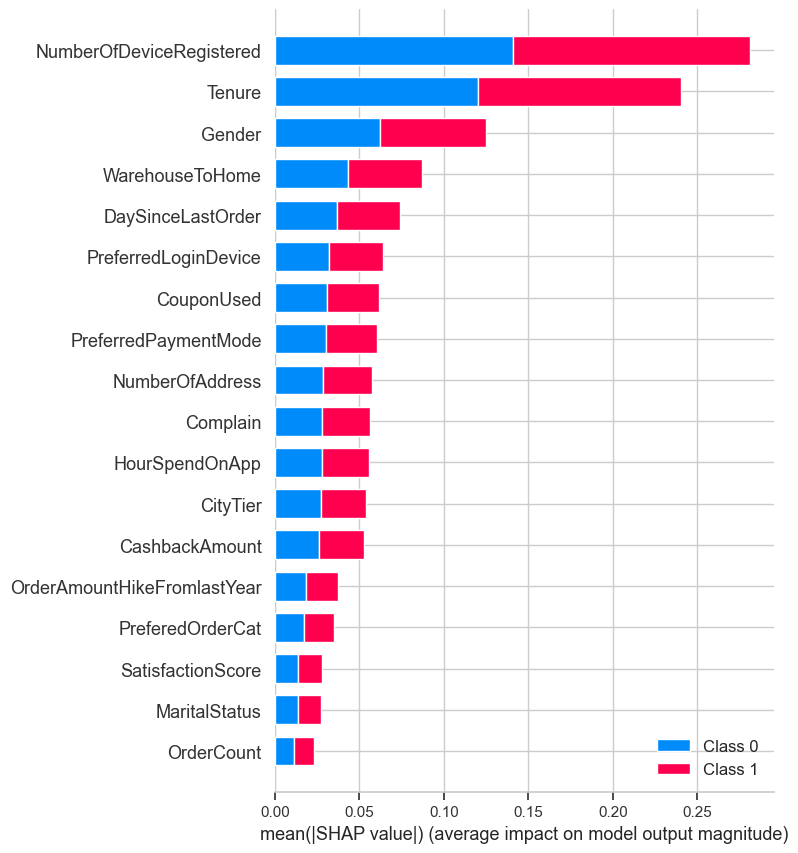 NumberOfDeviceRegistered
Tenure
Gender
WarehouseToHome
DaySinceLastOrder
PreferredLoginDevice
CouponUsed
PreferredPaymentMode
NumberOfAddress
Complain
HourSpendOnApp
CityTier
CashbackAmount
OrderAmountHikeFromlastYear
PreferedOrderCat
SatisfactionScore
MaritalStatus
OrderCount
Class 0
Class 1
0.00 0.05 0.10 0.15 0.20 0.25
mean(|SHAP value|) (average impact on model output magnitude)